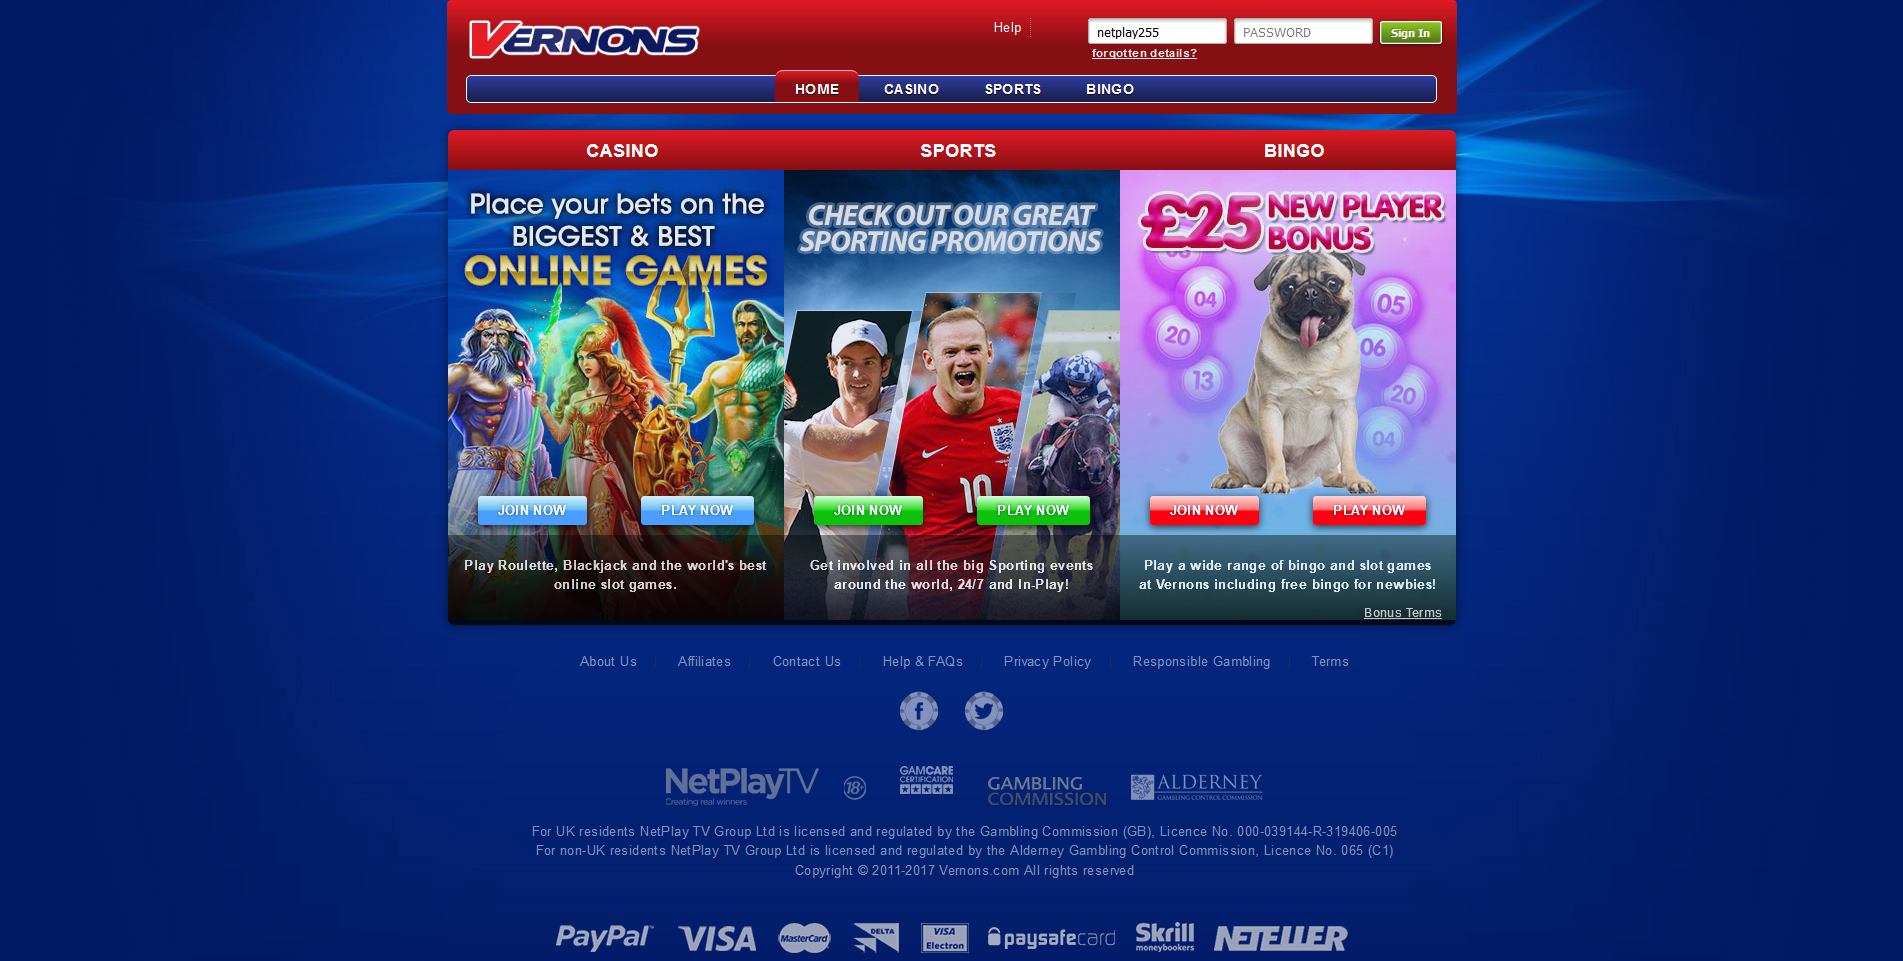 VERNONS
Help
netplay255
PASSWORD
Sign In
forgotten details?
HOME
CASINO
SPORTS
BINGO
CASINO
Place your bets on the
BIGGEST & BEST
ONLINE GAMES
JOIN NOW
PLAY NOW
Play Roulette, Blackjack and the world's best
online slot games.
SPORTS
CHECK OUT OUR GREAT
SPORTING PROMOTIONS
10
JOIN NOW
PLAY NOW
Get involved in all the big Sporting events
around the world, 24/7 and In-Play!
BINGO
£25 NEW PLAYER
BONUS
03
04
05
20
06
13
20
04
JOIN NOW
PLAY NOW
Play a wide range of bingo and slot games
at Vernons including free bingo for newbies!
Bonus Terms
About Us
Affiliates
Contact Us
Help & FAQs
Privacy Policy
Responsible Gambling
Terms
NetPlayTV
Creating real winners
18+
GAMCARE
CERTIFICATION
GAMBLING
COMMISSION
ALDERNEY
GAMBLING CONTROL COMMISSION
For UK residents NetPlay TV Group Ltd is licensed and regulated by the Gambling Commission (GB), Licence No. 000-039144-R-319406-005
For non-UK residents NetPlay TV Group Ltd is licensed and regulated by the Alderney Gambling Control Commission, Licence No. 065 (C1)
Copyright © 2011-2017 Vernons.com All rights reserved
PayPal
VISA
MasterCard
DELTA
VISA
Electron
paysafecard
Skrill
moneybookers
NETELLER